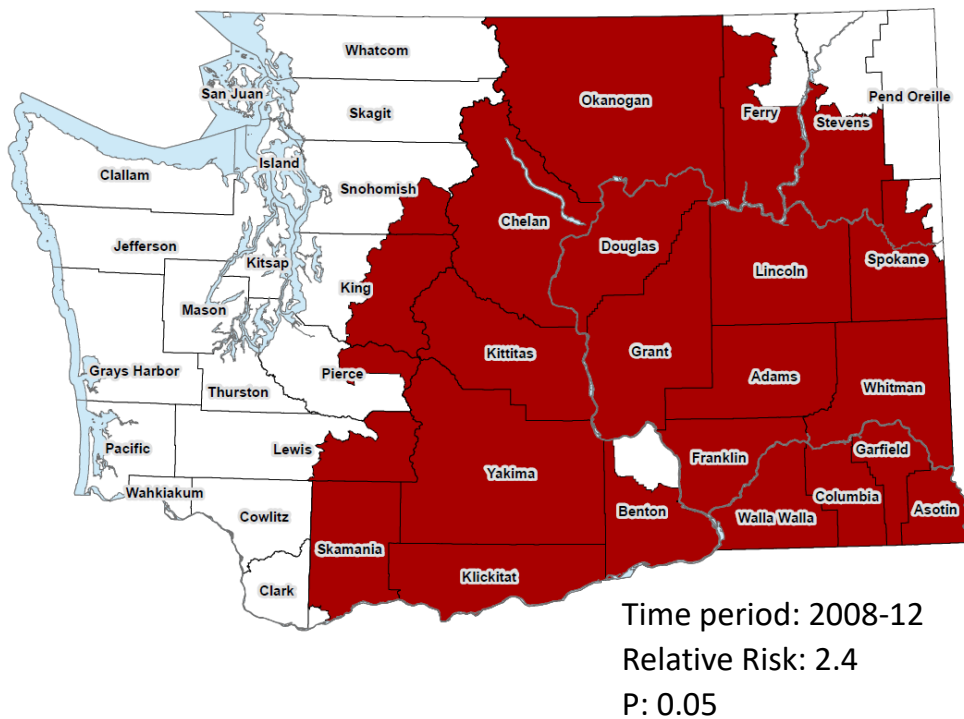 Whatcom
San Juan
Skagit
Okanogan
Ferry
Pend Oreille
Stevens
Island
Clallam
Snohomish
Chelan
Jefferson
Kitsap
Douglas
Lincoln
Spokane
King
Mason
Kittitas
Grant
Grays Harbor
Thurston
Pierce
Adams
Whitman
Pacific
Lewis
Yakima
Franklin
Garfield
Wahkiakum
Cowlitz
Benton
Walla Walla
Columbia
Asotin
Skamania
Clark
Klickitat
Time period: 2008-12
Relative Risk: 2.4
P: 0.05